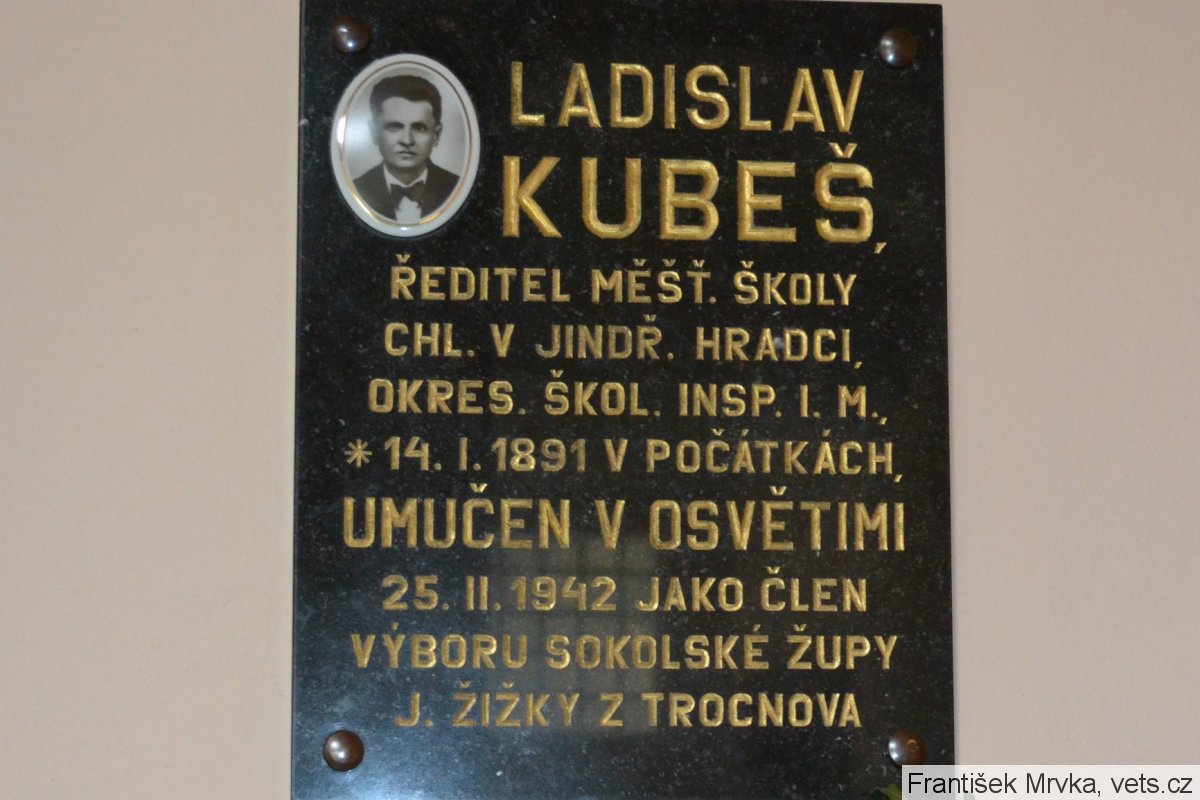 LADISLAV
KUBEŠ,
ŘEDITEL MĚŠŤ. ŠKOLY
CHL. V JINDŘ. HRADCI,
OKRES. ŠKOL. INSP. I. M.,
* 14. I. 1891 V POČÁTKÁCH,
UMUČEN V OSVĚTIMI
25. II. 1942 JAKO ČLEN
VÝBORU SOKOLSKÉ ŽUPY
J. ŽIŽKY Z TROCNOVA
František Mrvka, vets.cz